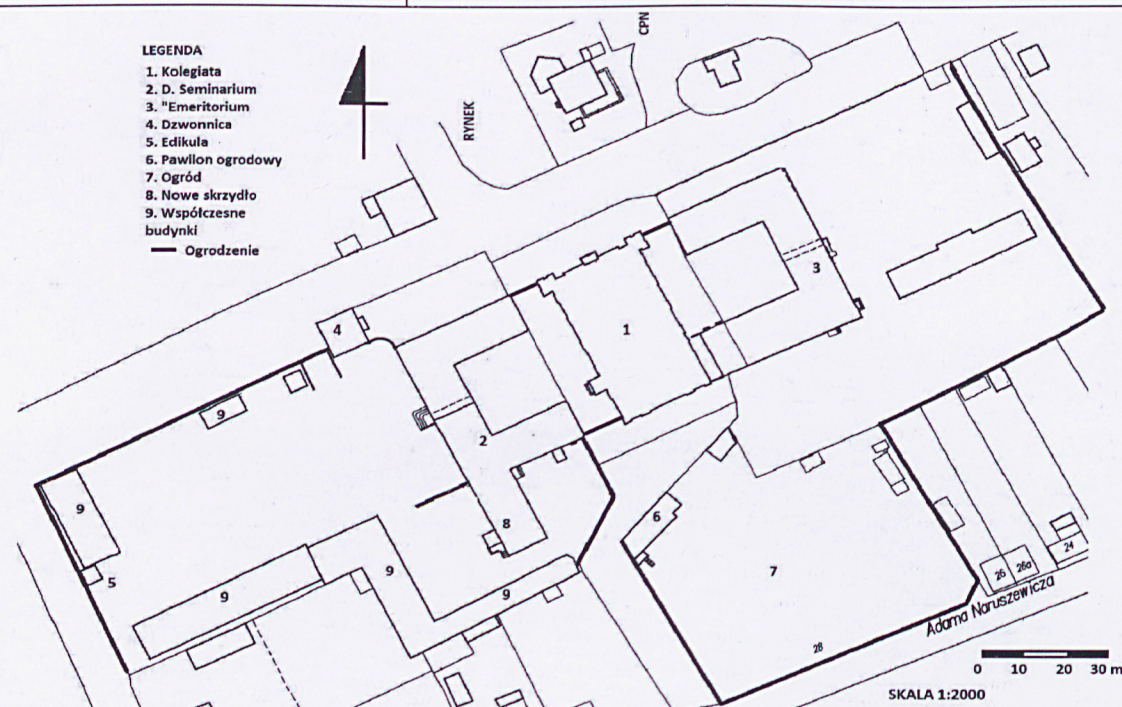 LEGENDA
1. Kolegiata
2. D. Seminarium
3. "Emeritorium
4. Dzwonnica
5. Edikula
6. Pawilon ogrodowy
7. Ogród
8. Nowe skrzydło
9. Współczesne
budynki
Ogrodzenie
RYNEK
CPN
3
1
4
9
2
9
8
6
5
9
9
9
7
26
26a
24
28
Adama Naruszewicza
0 10 20 30 m
SKALA 1:2000